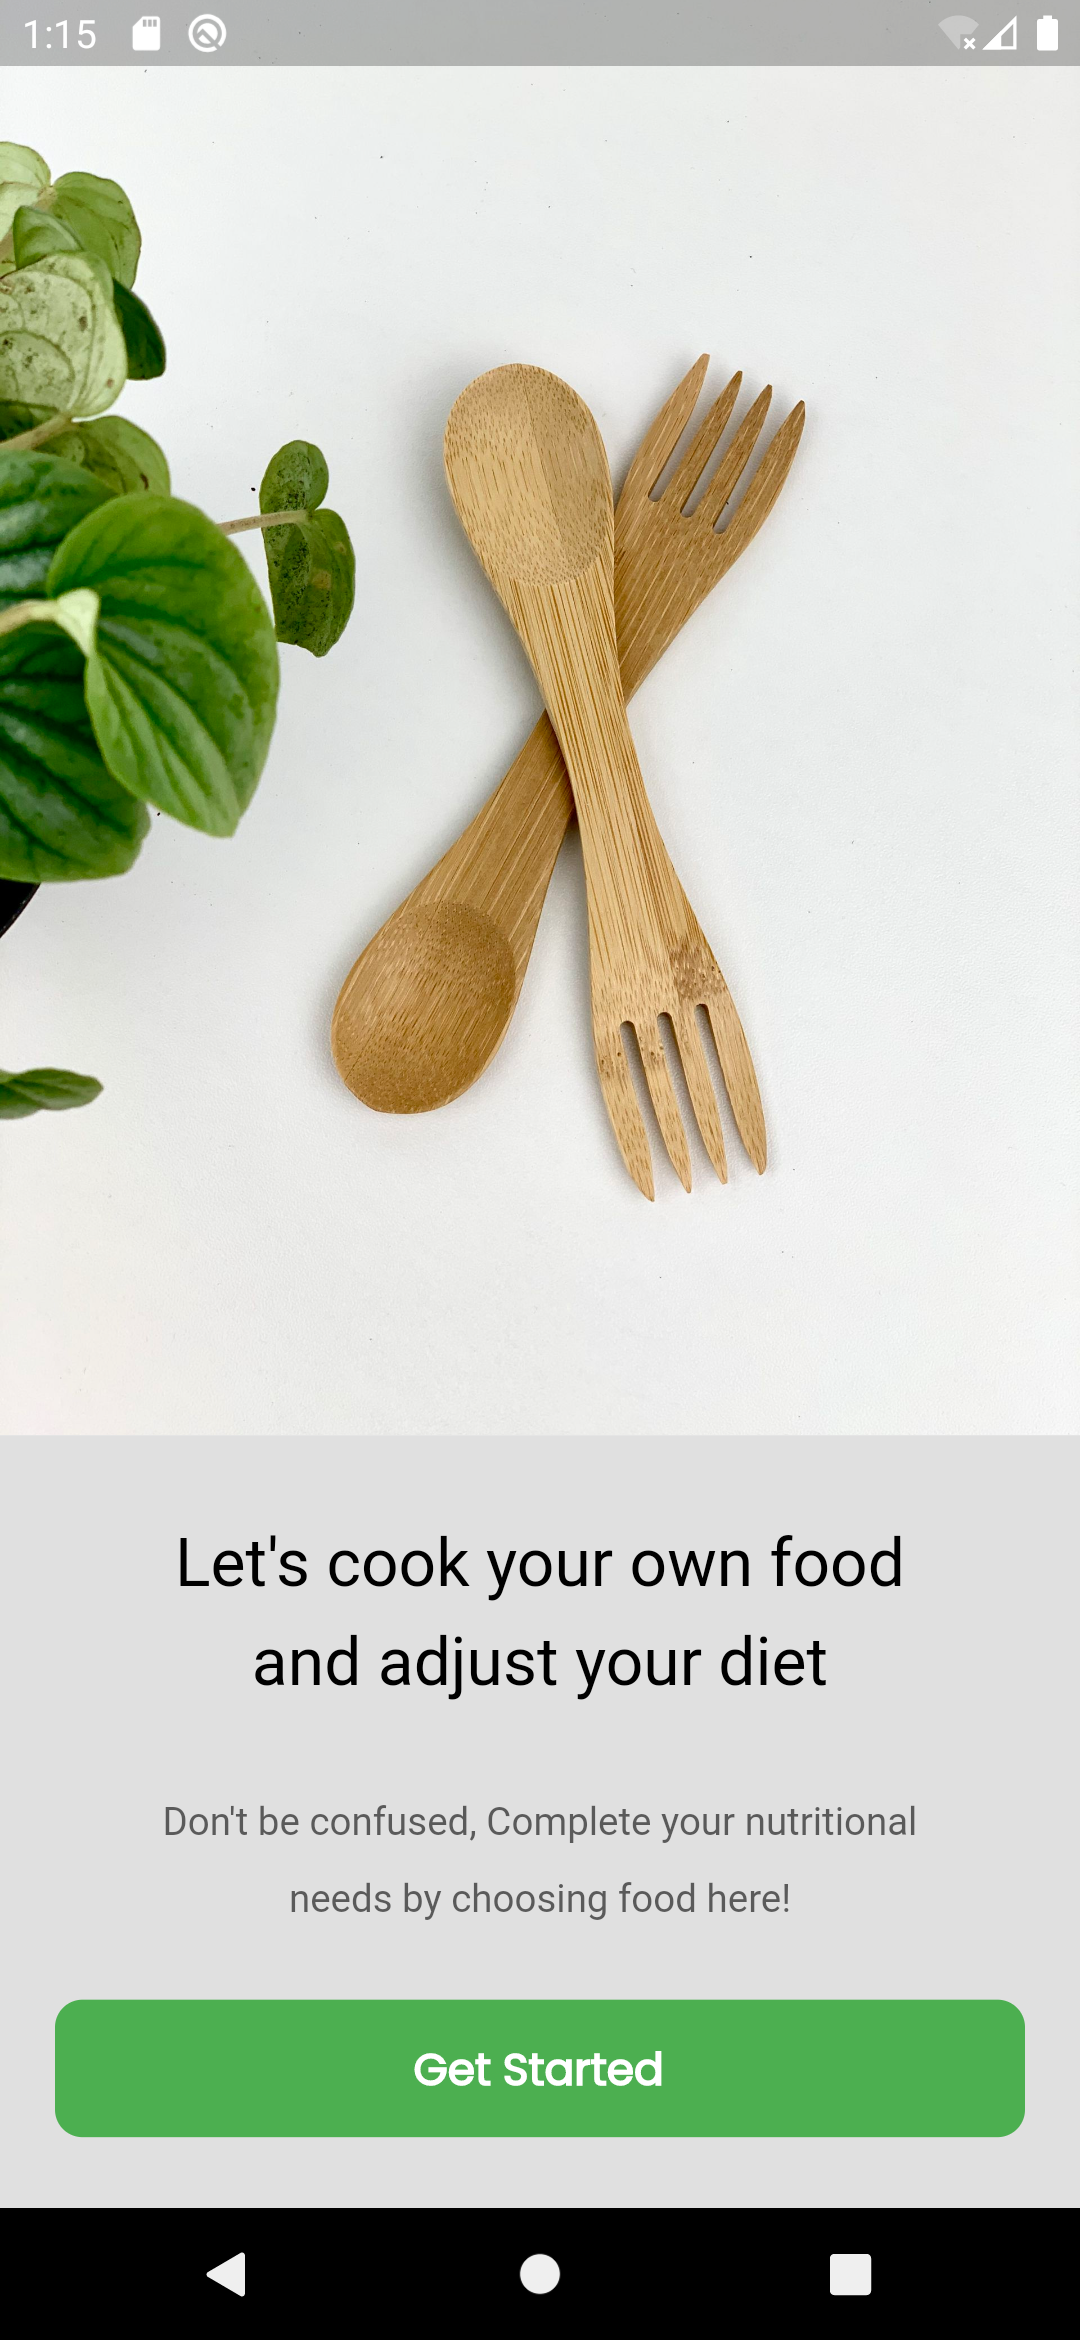 1:15
Let's cook your own food
and adjust your diet
Don't be confused, Complete your nutritional
needs by choosing food here!
Get Started